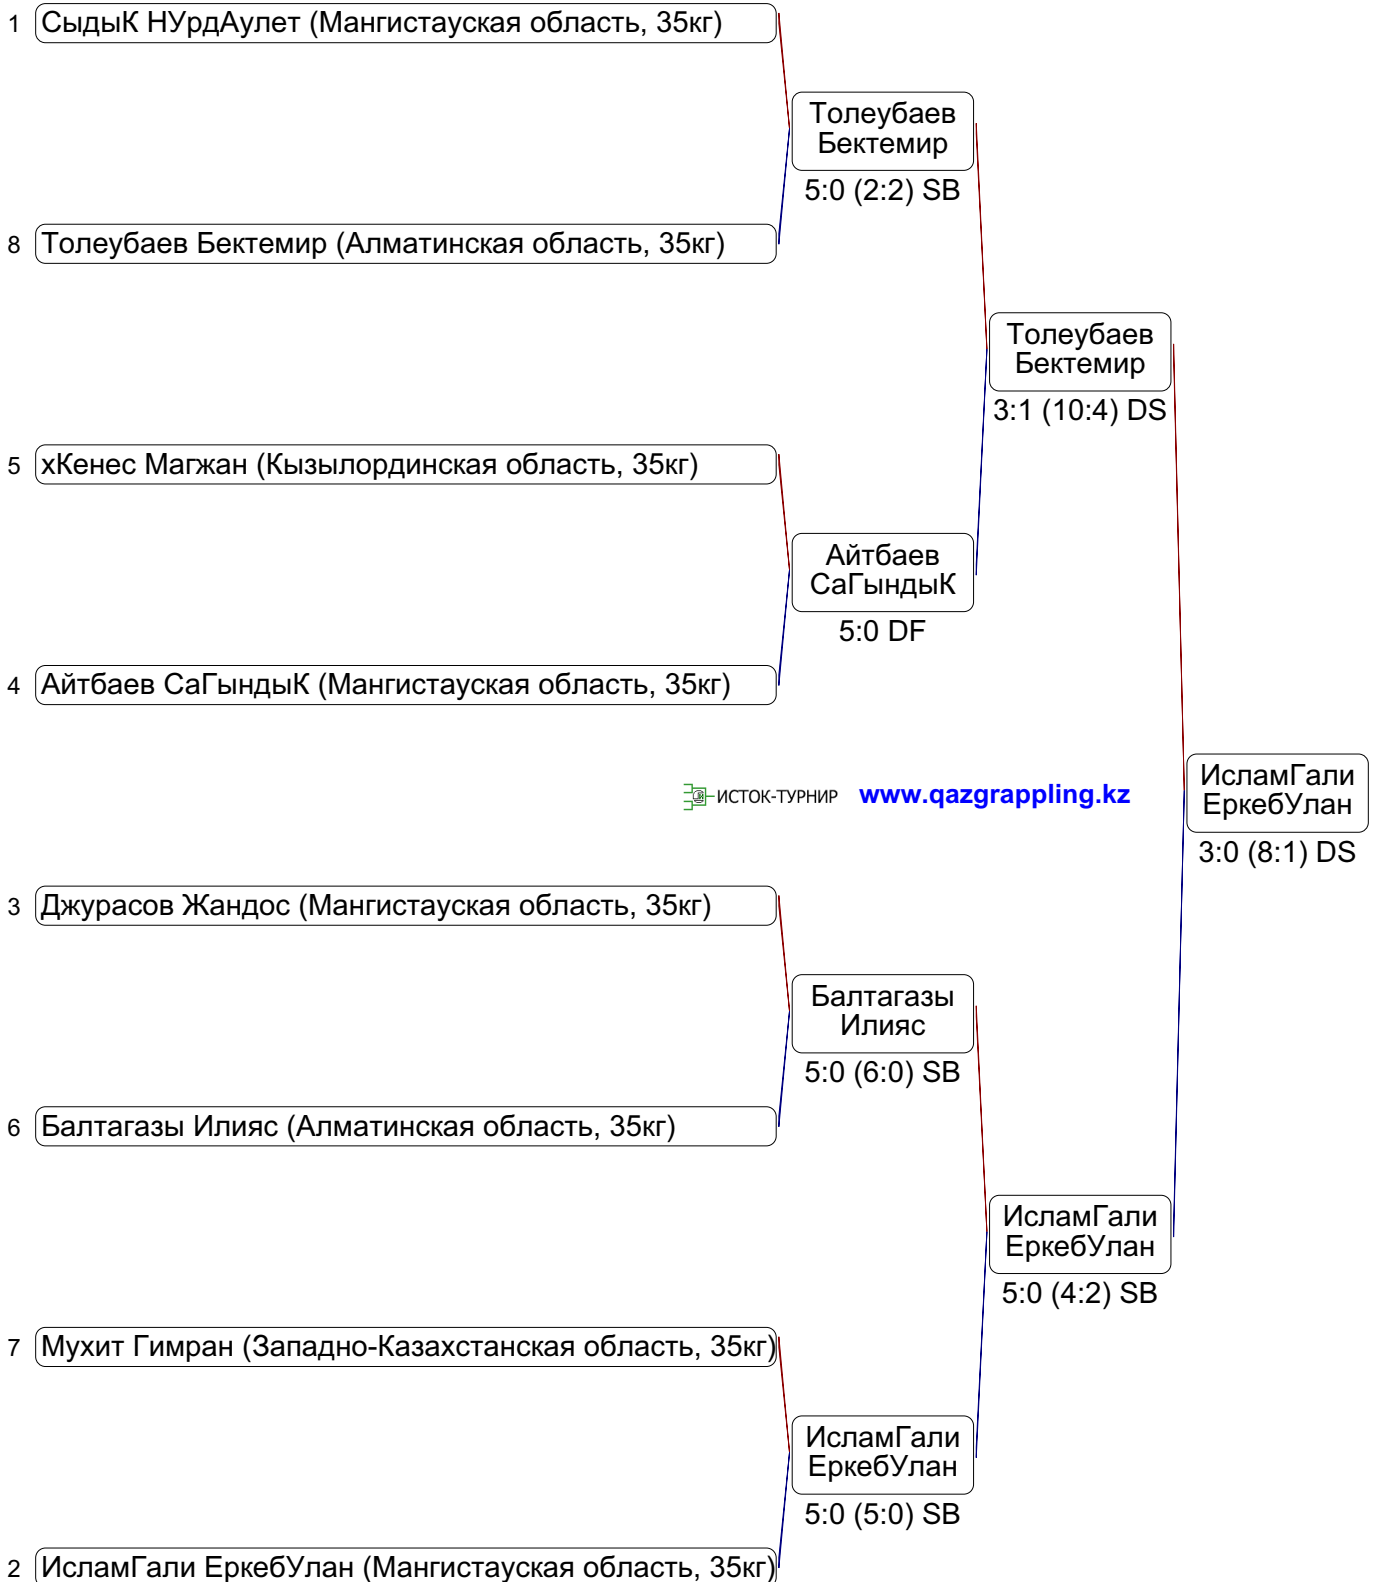 1 СыдыК НУрдАулет (Мангистауская область, 35кг)
Толеубаев
Бектемир
5:0 (2:2) SB
8 Толеубаев Бектемир (Алматинская область, 35кг)
Толеубаев
Бектемир
3:1 (10:4) DS
5 хКенес Магжан (Кызылординская область, 35кг)
Айтбаев
СаГындыК
5:0 DF
4 Айтбаев СаГындыК (Мангистауская область, 35кг)
ИСТОК-ТУРНИР www.qazgrappling.kz
ИсламГали
ЕркебУлан
3:0 (8:1) DS
3 Джурасов Жандос (Мангистауская область, 35кг)
Балтагазы
Илияс
5:0 (6:0) SB
6 Балтагазы Илияс (Алматинская область, 35кг)
ИсламГали
ЕркебУлан
5:0 (4:2) SB
7 Мухит Гимран (Западно-Казахстанская область, 35кг)
ИсламГали
ЕркебУлан
5:0 (5:0) SB
2 ИсламГали ЕркебУлан (Мангистауская область, 35кг)